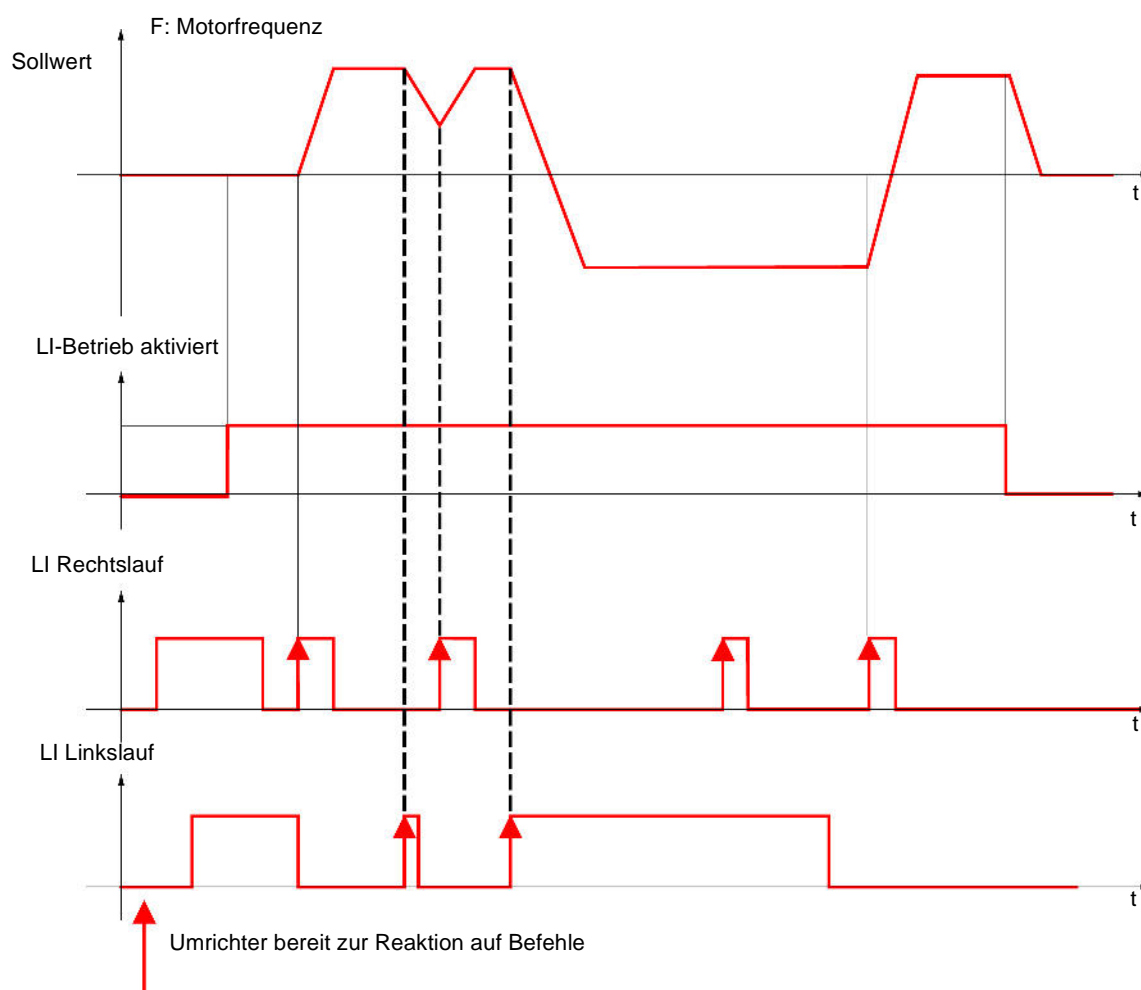 F: Motorfrequenz
Sollwert
t
LI-Betrieb aktiviert
t
LI Rechtslauf
t
LI Linkslauf
t
Umrichter bereit zur Reaktion auf Befehle